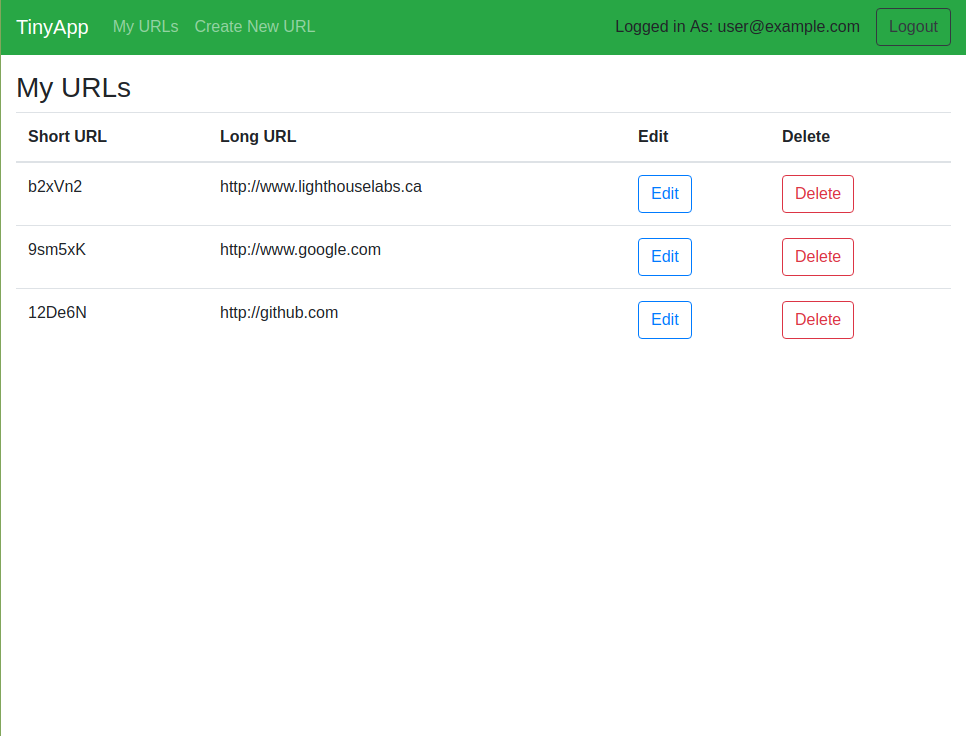 TinyApp My URLs Create New URL Logged in As: user@example.com Logout
My URLs
Short URL Long URL Edit Delete
b2xVn2 http://www.lighthouselabs.ca Edit Delete
9sm5xK http://www.google.com Edit Delete
12De6N http://github.com Edit Delete